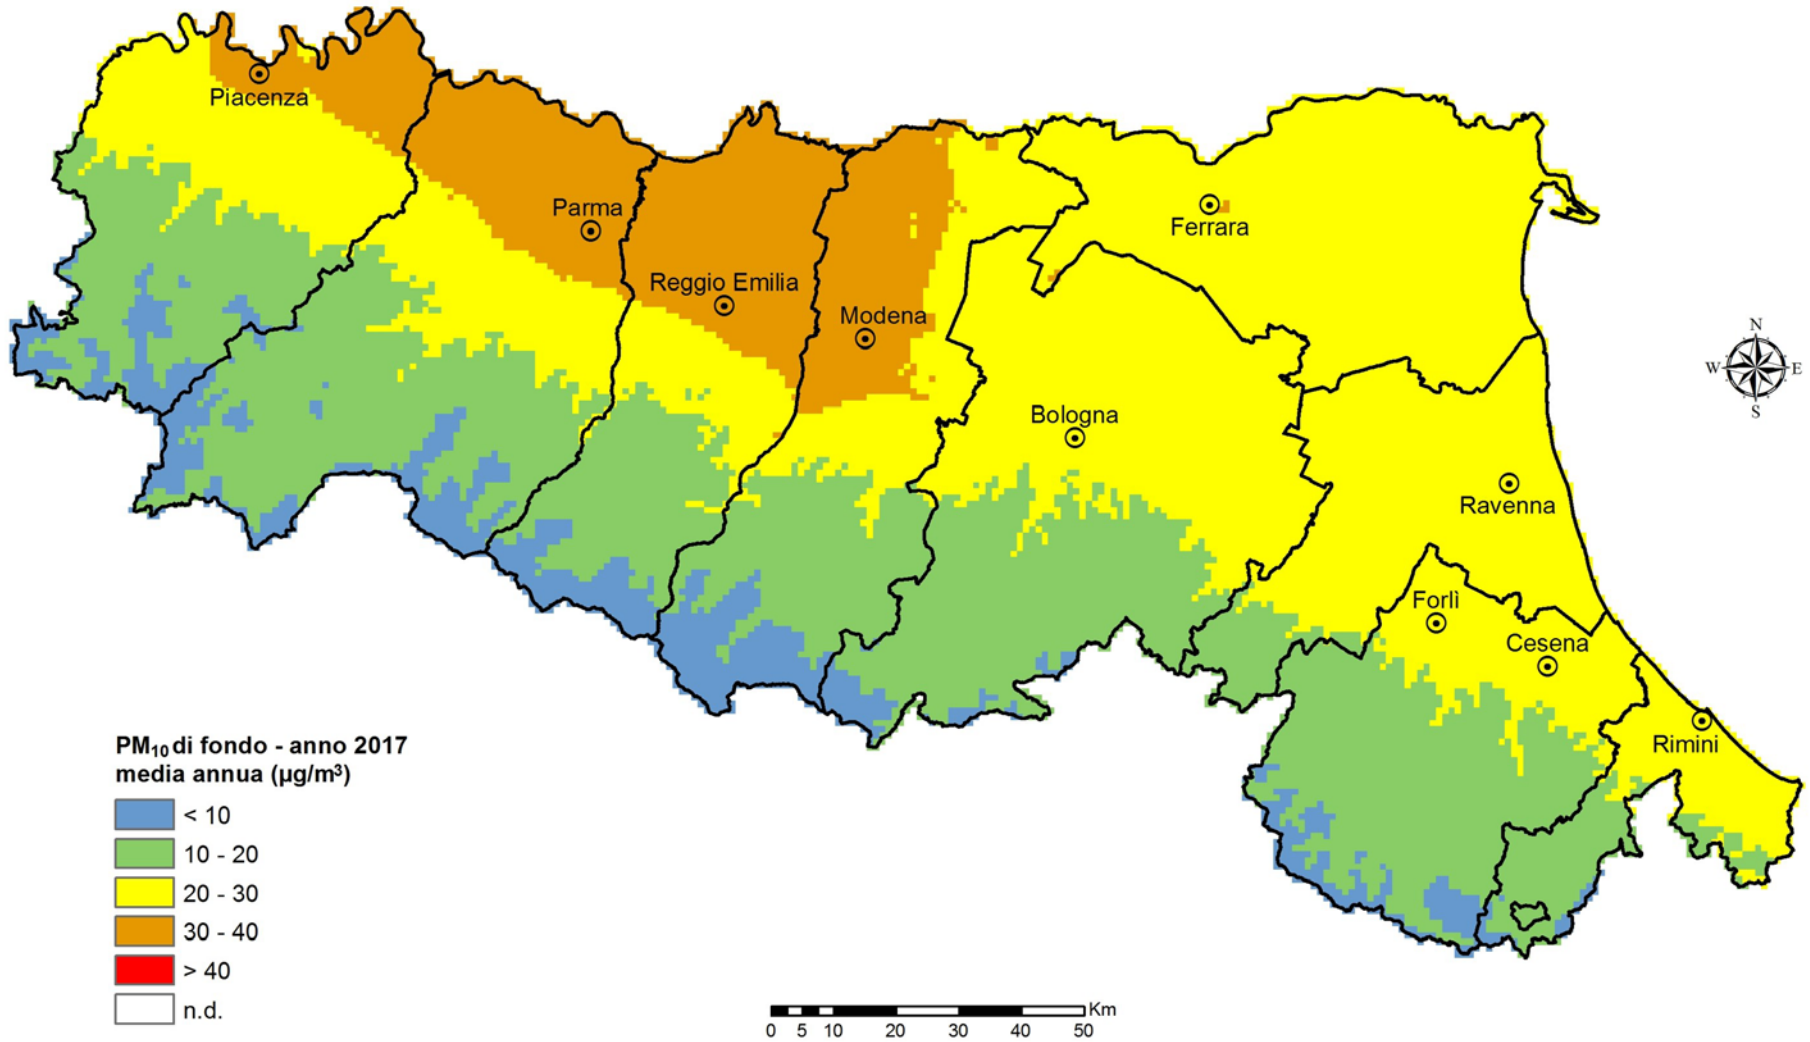 Piacenza
Parma
Ferrara
Reggio Emilia
Modena
N
W E
S
Bologna
Ravenna
Forlì
Cesena
Rimini
PM₁₀ di fondo - anno 2017
media annua (µg/m³)
< 10
10 - 20
20 - 30
30 - 40
> 40
n.d.
Km
0 5 10 20 30 40 50